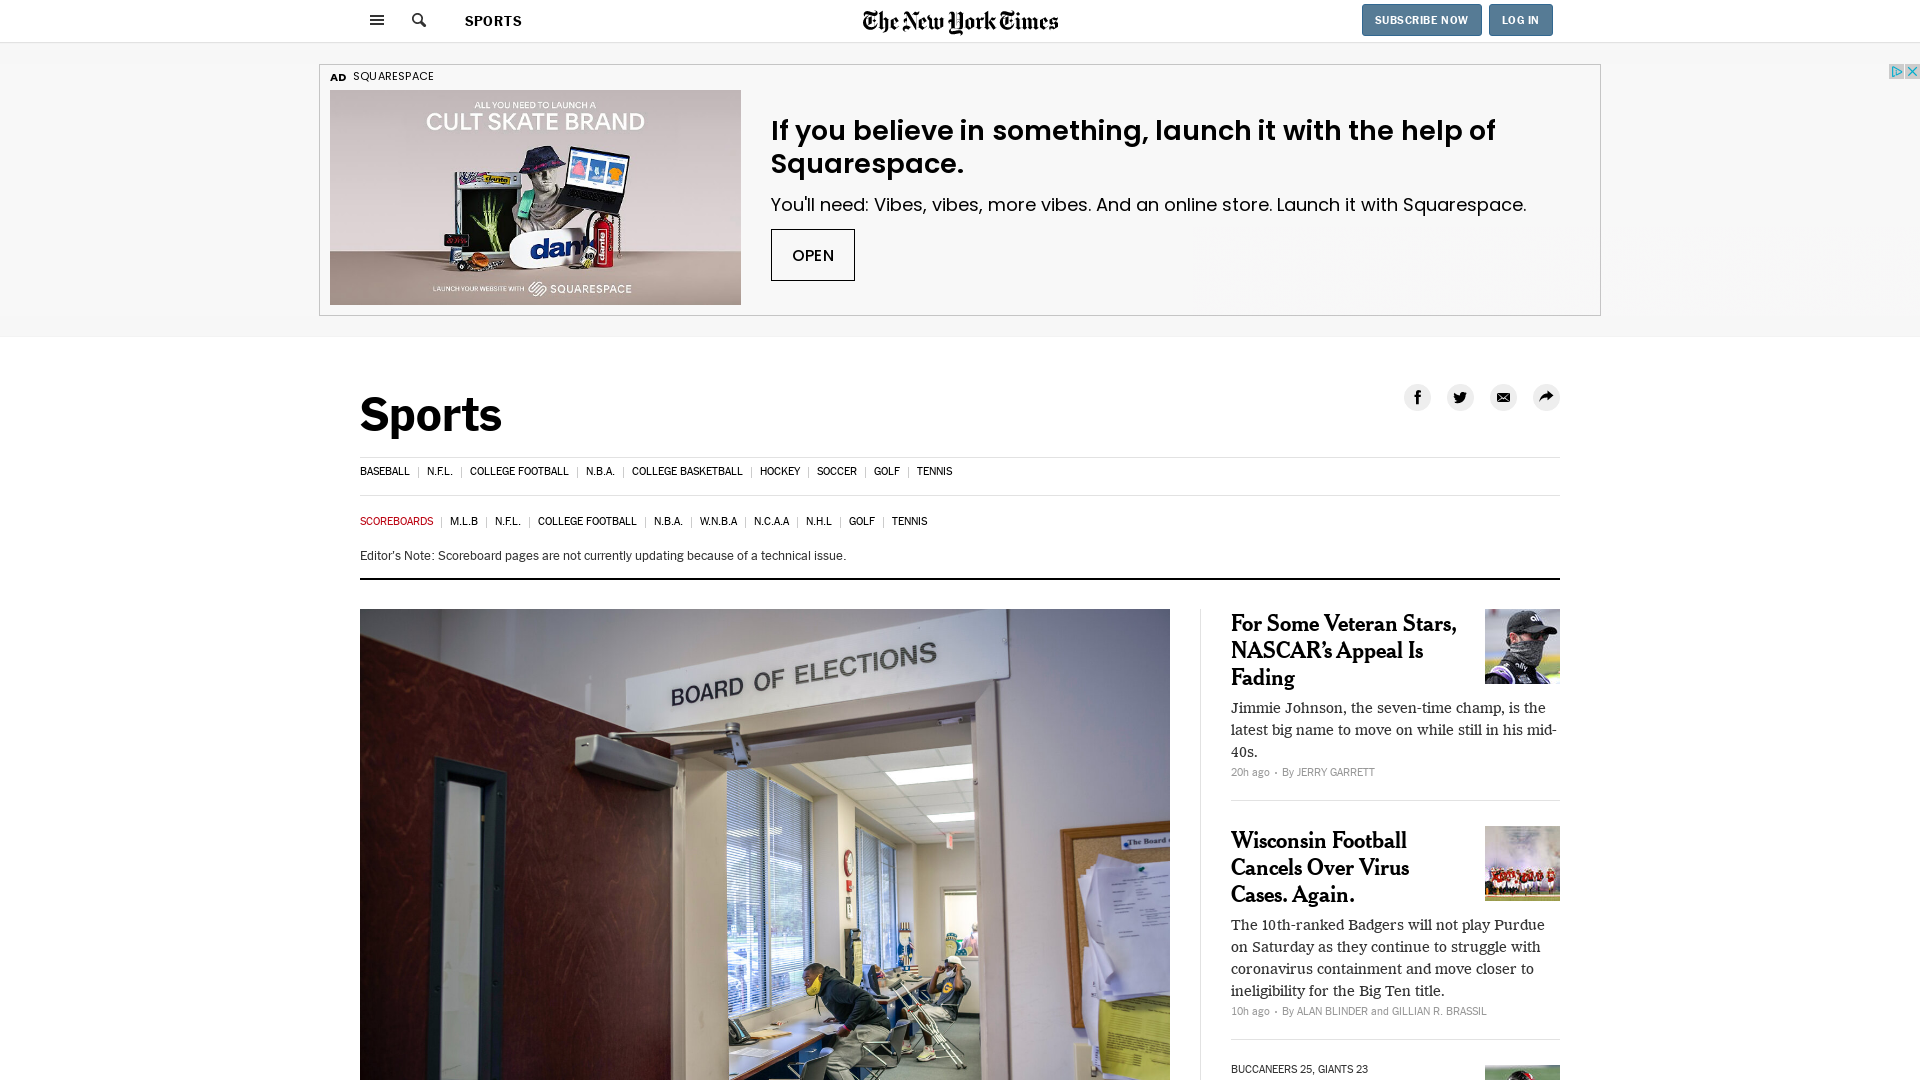 SPORTS
The New York Times
SUBSCRIBE NOW
LOG IN
AD SQUARESPACE
ALL YOU NEED TO LAUNCH A
CULT SKATE BRAND
dante
dant
dante
LAUNCH YOUR WEBSITE WITH SQUARESPACE
If you believe in something, launch it with the help of
Squarespace.
You'll need: Vibes, vibes, more vibes. And an online store. Launch it with Squarespace.
OPEN
Sports
BASEBALL N.F.L. COLLEGE FOOTBALL N.B.A. COLLEGE BASKETBALL HOCKEY SOCCER GOLF TENNIS
SCOREBOARDS M.L.B N.F.L. COLLEGE FOOTBALL N.B.A. W.N.B.A N.C.A.A N.H.L GOLF TENNIS
Editor's Note: Scoreboard pages are not currently updating because of a technical issue.
BOARD OF ELECTIONS
The Board
For Some Veteran Stars,
NASCAR’s Appeal Is
Fading
ally
Jimmie Johnson, the seven-time champ, is the
latest big name to move on while still in his mid-
40s.
20h ago · By JERRY GARRETT
Wisconsin Football
Cancels Over Virus
Cases. Again.
The 10th-ranked Badgers will not play Purdue
on Saturday as they continue to struggle with
coronavirus containment and move closer to
ineligibility for the Big Ten title.
10h ago · By ALAN BLINDER and GILLIAN R. BRASSIL
BUCCANEERS 25, GIANTS 23